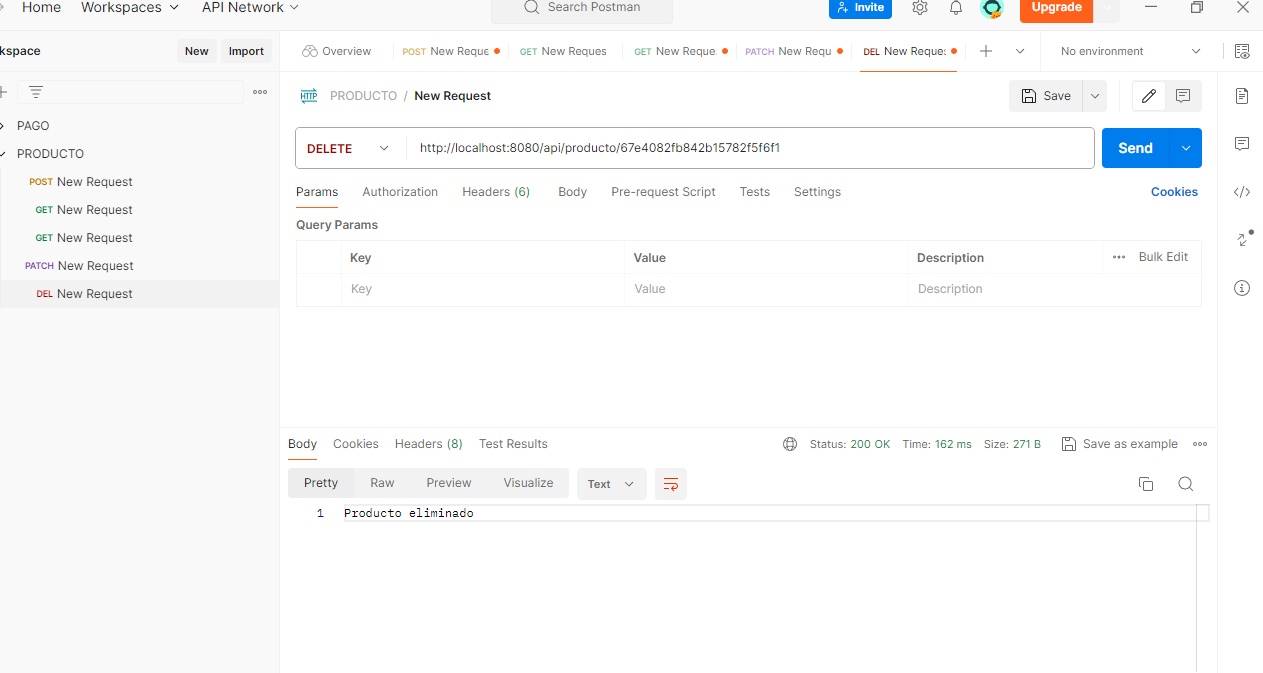 Home Workspaces API Network Search Postman Invite Upgrade
kspace New Import
Overview POST New Reque GET New Reques GET New Reque PATCH New Requ DEL New Reques No environment
HTTP PRODUCTO / New Request Save
PAGO
PRODUCTO
POST New Request
GET New Request
GET New Request
PATCH New Request
DEL New Request
DELETE http://localhost:8080/api/producto/67e4082fb842b15782f5f6f1 Send
Params Authorization Headers (6) Body Pre-request Script Tests Settings Cookies
Query Params
Key Value Description Bulk Edit
Key Value Description
Body Cookies Headers (8) Test Results Status: 200 OK Time: 162 ms Size: 271 B Save as example
Pretty Raw Preview Visualize Text
1 Producto eliminado